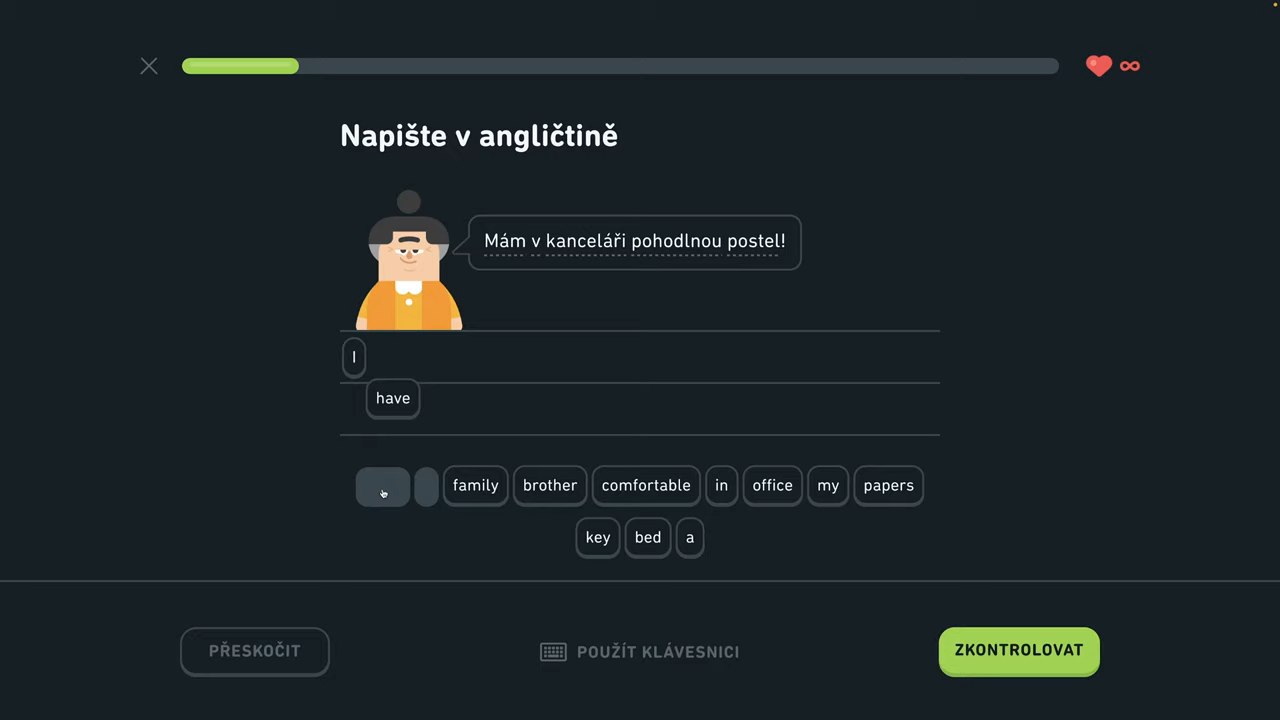 ∞
Napište v angličtině
Mám v kanceláři pohodlnou postel!
I
have
family brother comfortable in office my papers
key bed a
PŘESKOČIT POUŽÍT KLÁVESNICI ZKONTROLOVAT